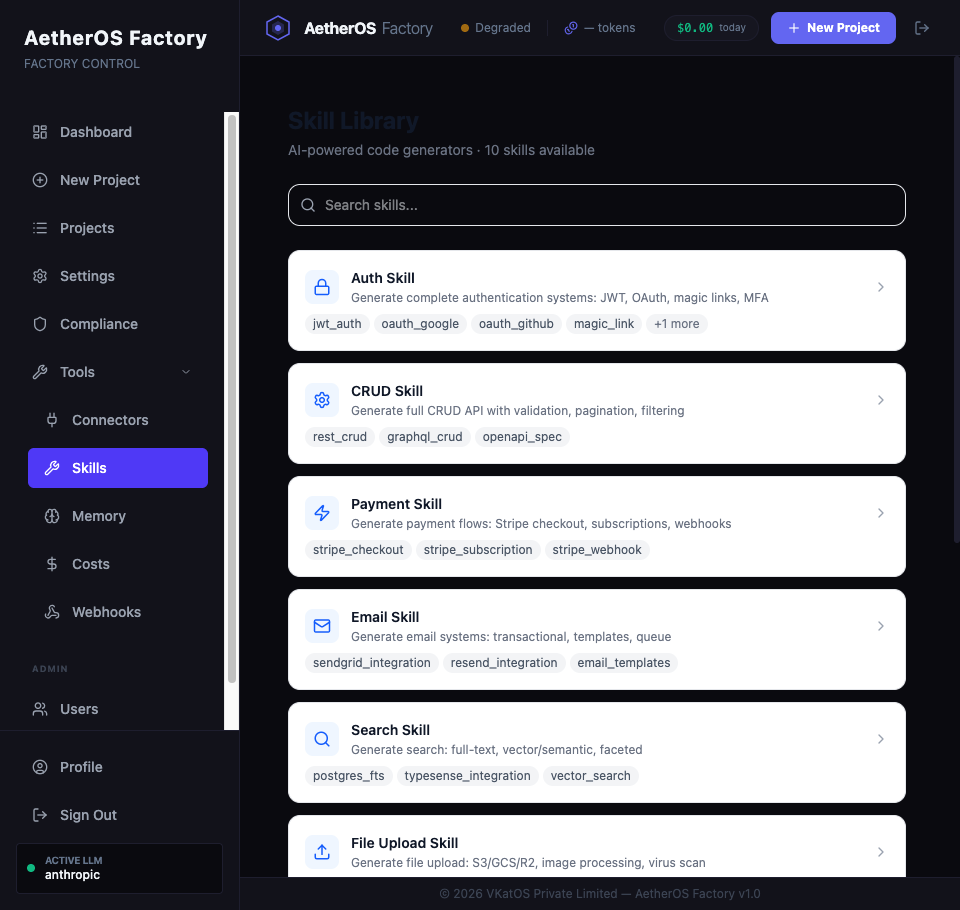 AetherOS Factory
FACTORY CONTROL
Dashboard
New Project
Projects
Settings
Compliance
Tools
Connectors
Skills
Memory
Costs
Webhooks
ADMIN
Users
Profile
Sign Out
ACTIVE LLM
anthropic
AetherOS Factory
Degraded
— tokens
$0.00 today
+ New Project
Skill Library
AI-powered code generators · 10 skills available
Search skills...
Auth Skill
Generate complete authentication systems: JWT, OAuth, magic links, MFA
jwt_auth oauth_google oauth_github magic_link +1 more
CRUD Skill
Generate full CRUD API with validation, pagination, filtering
rest_crud graphql_crud openapi_spec
Payment Skill
Generate payment flows: Stripe checkout, subscriptions, webhooks
stripe_checkout stripe_subscription stripe_webhook
Email Skill
Generate email systems: transactional, templates, queue
sendgrid_integration resend_integration email_templates
Search Skill
Generate search: full-text, vector/semantic, faceted
postgres_fts typesense_integration vector_search
File Upload Skill
Generate file upload: S3/GCS/R2, image processing, virus scan
© 2026 VKatOS Private Limited — AetherOS Factory v1.0